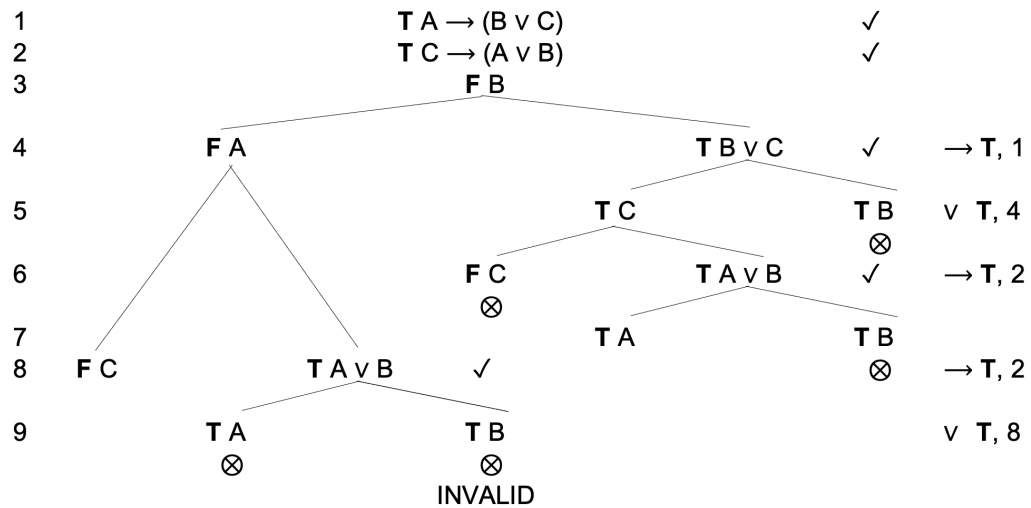 1 T A → (B ∨ C) ✓
2 T C → (A ∨ B) ✓
3 F B
4 F A T B ∨ C ✓ → T, 1
5 T C T B ∨ T, 4
⊗
6 F C T A ∨ B ✓ → T, 2
⊗
7 T A T B
8 F C T A ∨ B ✓ ⊗ → T, 2
9 T A T B ∨ T, 8
⊗ ⊗
INVALID